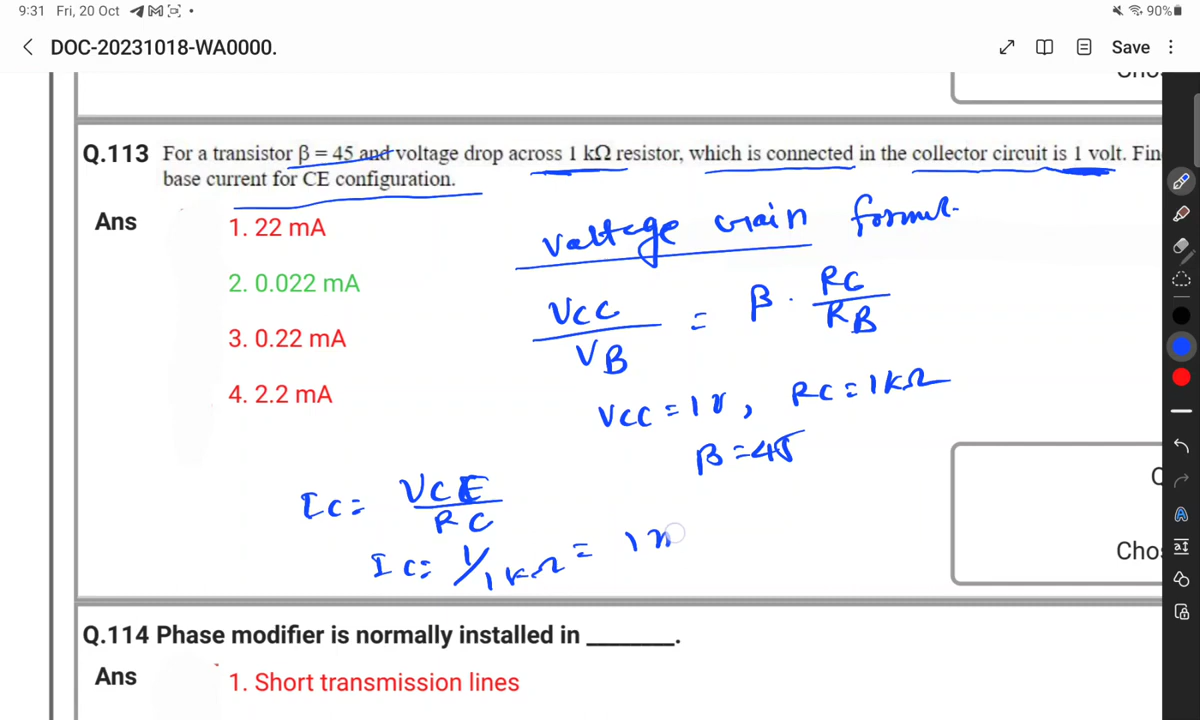 9:31 Fri, 20 Oct
90%
DOC-20231018-WA0000.
Save
Q.113 For a transistor β = 45 and voltage drop across 1 kΩ resistor, which is connected in the collector circuit is 1 volt. Fin
base current for CE configuration.
Ans
1. 22 mA
2. 0.022 mA
3. 0.22 mA
4. 2.2 mA
voltage Gain formul-
VCC / VB = β . RC / RB
VCC = 1V, RC = 1KΩ
β = 45
IC = VCE / RC
IC = 1/1KΩ = 1
Cho
Q.114 Phase modifier is normally installed in _______.
Ans
1. Short transmission lines